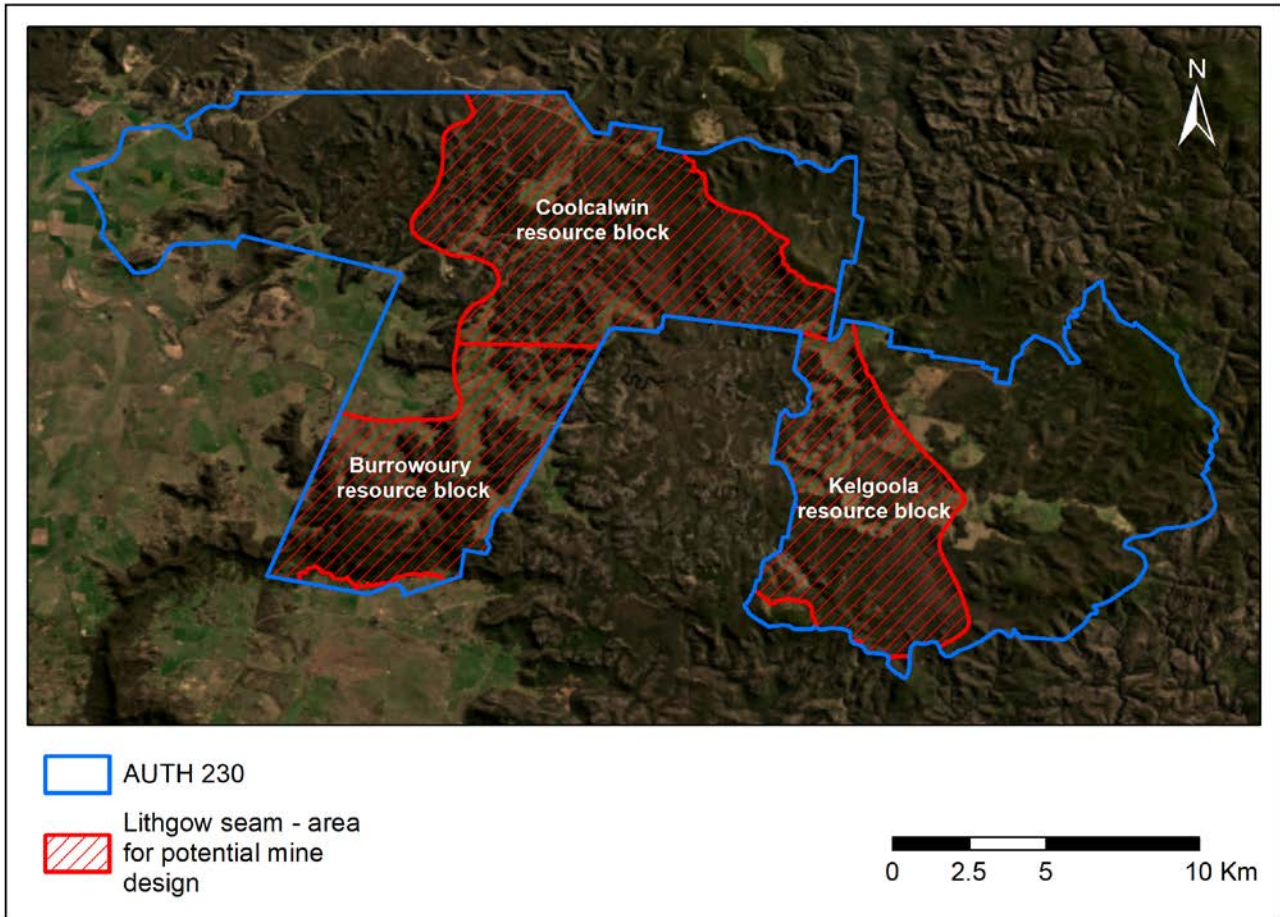 N
Coolcalwin
resource block
Burrowoury
resource block
Kelgoola
resource block
AUTH 230
Lithgow seam - area
for potential mine
design
0 2.5 5 10 Km